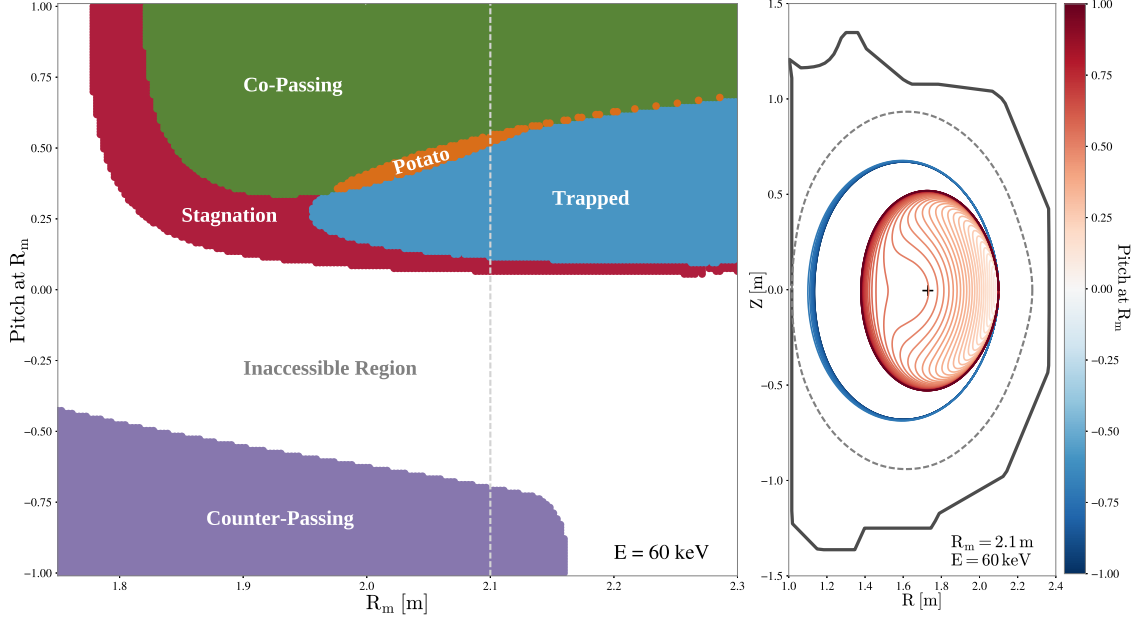 1.00
0.75
0.50
0.25
0.00
−0.25
−0.50
−0.75
−1.00
Pitch at Rm
Co-Passing
Potato
Stagnation
Trapped
Inaccessible Region
Counter-Passing
E = 60 keV
1.8
1.9
2.0
2.1
2.2
2.3
Rm [m]
1.5
1.0
0.5
0.0
−0.5
−1.0
−1.5
Z [m]
Rm = 2.1 m
E = 60 keV
1.0
1.2
1.4
1.6
1.8
2.0
2.2
2.4
R [m]
1.00
0.75
0.50
0.25
0.00
−0.25
−0.50
−0.75
−1.00
Pitch at Rm